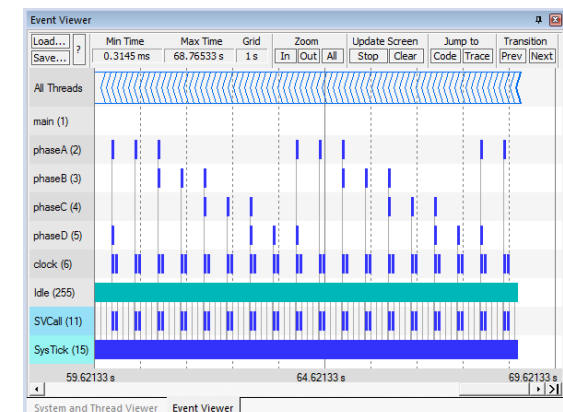 Event Viewer
Load... ? Min Time Max Time Grid Zoom Update Screen Jump to Transition
Save... 0.3145 ms 68.76533 s 1 s In Out All Stop Clear Code Trace Prev Next
All Threads
main (1)
phaseA (2)
phaseB (3)
phaseC (4)
phaseD (5)
clock (6)
Idle (255)
SVCall (11)
SysTick (15)
59.62133 s 64.62133 s 69.62133 s
System and Thread Viewer Event Viewer